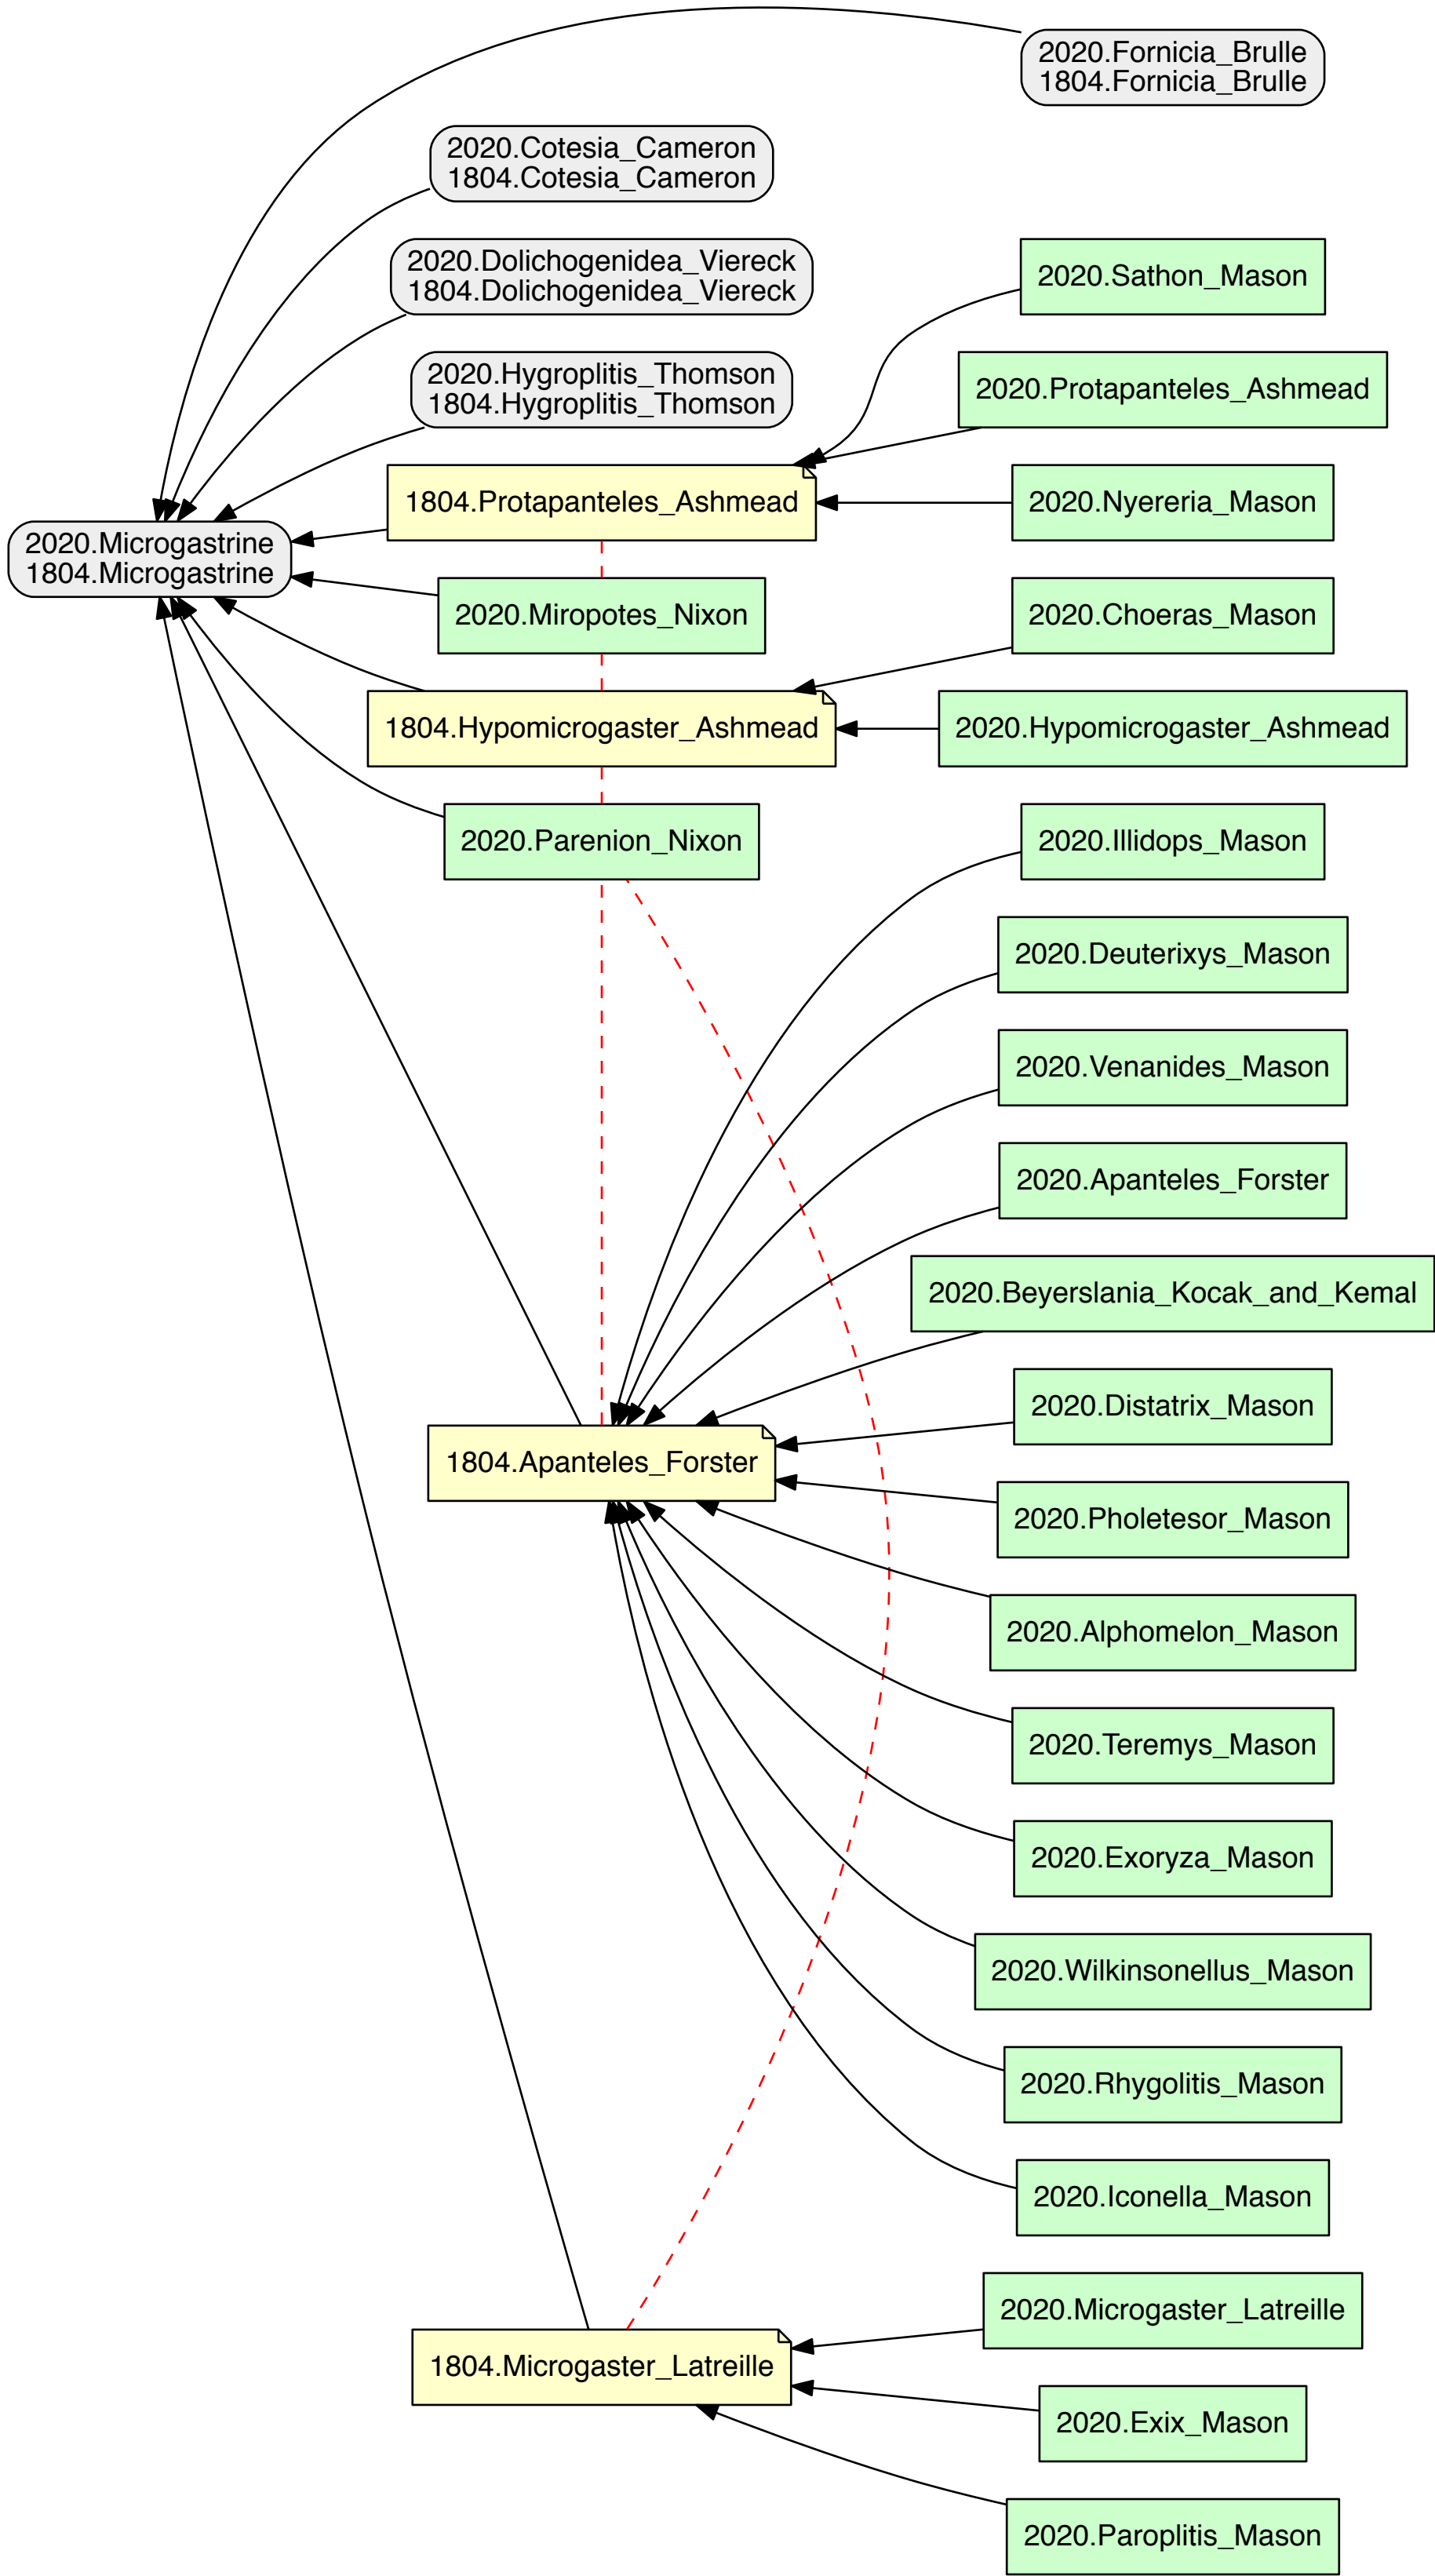 2020.Fornicia_Brulle
1804.Fornicia_Brulle
2020.Cotesia_Cameron
1804.Cotesia_Cameron
2020.Dolichogenidea_Viereck
1804.Dolichogenidea_Viereck
2020.Sathon_Mason
2020.Hygroplitis_Thomson
1804.Hygroplitis_Thomson
2020.Protapanteles_Ashmead
1804.Protapanteles_Ashmead
2020.Nyereria_Mason
2020.Microgastrine
1804.Microgastrine
2020.Miropotes_Nixon
2020.Choeras_Mason
1804.Hypomicrogaster_Ashmead
2020.Hypomicrogaster_Ashmead
2020.Parenion_Nixon
2020.Illidops_Mason
2020.Deuterixys_Mason
2020.Venanides_Mason
2020.Apanteles_Forster
2020.Beyerslania_Kocak_and_Kemal
2020.Distatrix_Mason
1804.Apanteles_Forster
2020.Pholetesor_Mason
2020.Alphomelon_Mason
2020.Teremys_Mason
2020.Exoryza_Mason
2020.Wilkinsonellus_Mason
2020.Rhygolitis_Mason
2020.Iconella_Mason
2020.Microgaster_Latreille
1804.Microgaster_Latreille
2020.Exix_Mason
2020.Paroplitis_Mason